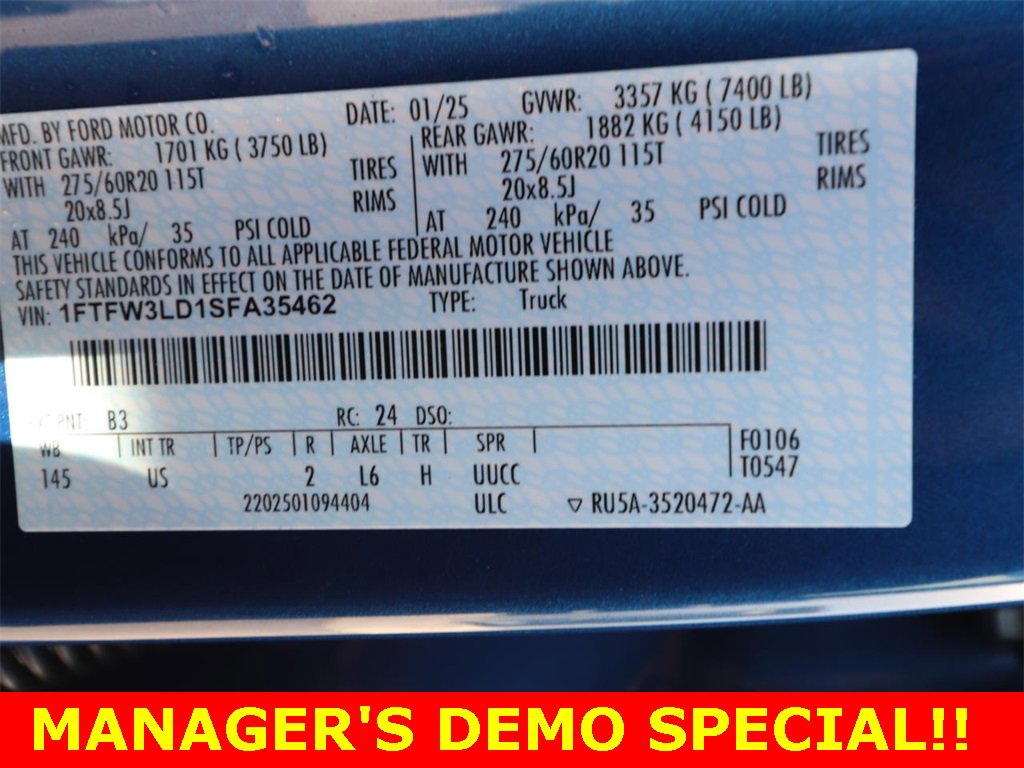 MFD. BY FORD MOTOR CO. DATE: 01/25 GVWR: 3357 KG ( 7400 LB)
FRONT GAWR: 1701 KG ( 3750 LB) REAR GAWR: 1882 KG ( 4150 LB)
WITH 275/60R20 115T TIRES WITH 275/60R20 115T TIRES
20x8.5J RIMS 20x8.5J RIMS
AT 240 kPa/ 35 PSI COLD AT 240 kPa/ 35 PSI COLD
THIS VEHICLE CONFORMS TO ALL APPLICABLE FEDERAL MOTOR VEHICLE
SAFETY STANDARDS IN EFFECT ON THE DATE OF MANUFACTURE SHOWN ABOVE.
VIN: 1FTFW3LD1SFA35462 TYPE: Truck
PNT: B3 RC: 24 DSO:
WB INT TR TP/PS R AXLE TR SPR F0106
145 US 2 L6 H UUCC T0547
2202501094404 ULC ▽ RU5A-3520472-AA
MANAGER'S DEMO SPECIAL!!